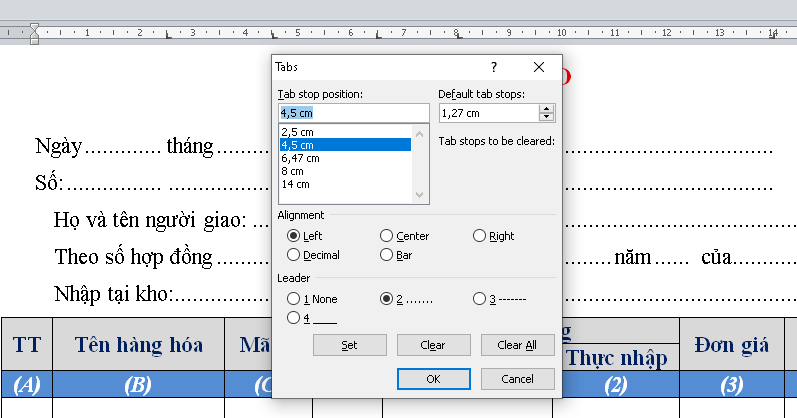 1 1 2 3 4 5 6 7 8 9 10 11 12 13 14
Tabs ? ×
Tab stop position: Default tab stops:
4,5 cm 1,27 cm
2,5 cm
4,5 cm
6,47 cm
8 cm
14 cm
Tab stops to be cleared:
Alignment
Left Center Right
Decimal Bar
Leader
1 None 2 ....... 3 -------
4 ____
Set Clear Clear All
OK Cancel
Ngày ............. tháng ..............
Số: ............... ....................
Họ và tên người giao: ...
Theo số hợp đồng .............. năm ...... của............
Nhập tại kho:.................
TT Tên hàng hóa Mã g Đơn giá
Thực nhập
(A) (B) (C (2) (3)